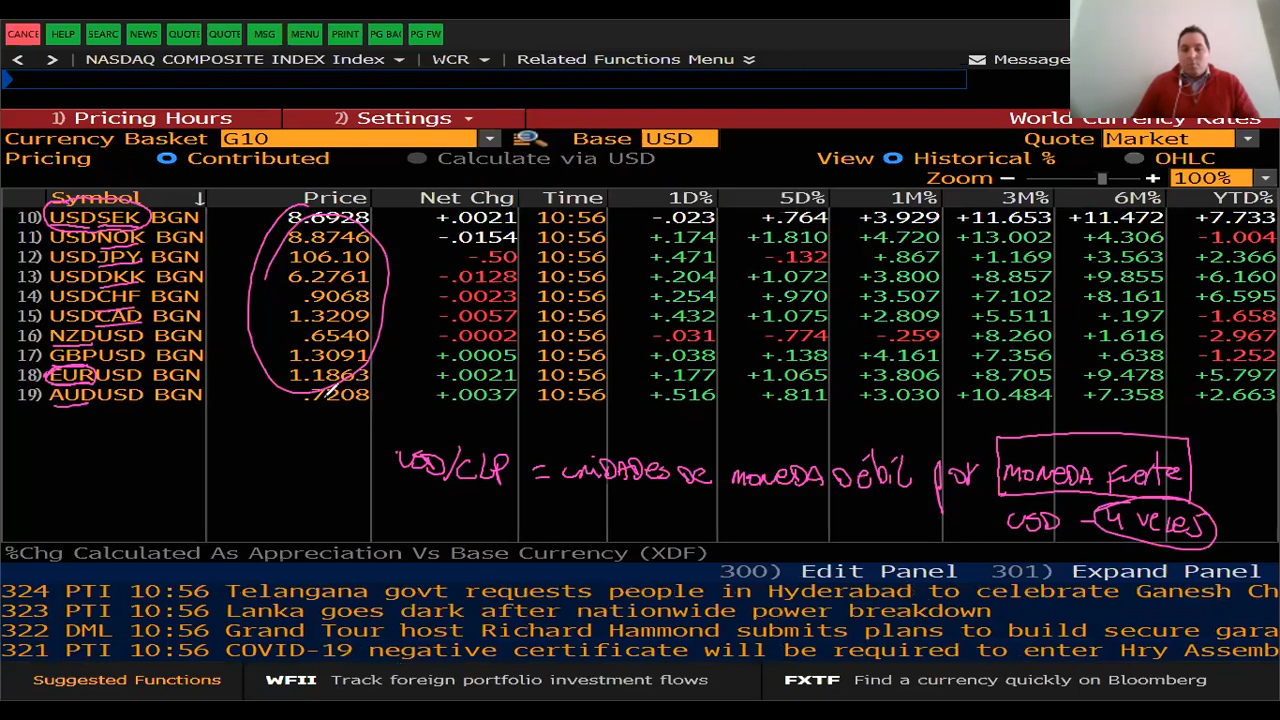 CANCE HELP SEARC NEWS QUOTE QUOTE MSG MENU PRINT PG BAC PG FW
< > NASDAQ COMPOSITE INDEX Index WCR Related Functions Menu Message
1) Pricing Hours 2) Settings World Currency Rates
Currency Basket G10 Base USD Quote Market
Pricing Contributed Calculate via USD View Historical % OHLC
Zoom − + 100%
Symbol ↓ Price Net Chg Time 1D% 5D% 1M% 3M% 6M% YTD%
10) USDSEK BGN 8.6928 +.0021 10:56 -.023 +.764 +3.929 +11.653 +11.472 +7.733
11) USDNOK BGN 8.8746 -.0154 10:56 +.174 +1.810 +4.720 +13.002 +4.306 -1.004
12) USDJPY BGN 106.10 -.50 10:56 +.471 -.132 +.867 +1.169 +3.563 +2.366
13) USDDKK BGN 6.2761 -.0128 10:56 +.204 +1.072 +3.800 +8.857 +9.855 +6.160
14) USDCHF BGN .9068 -.0023 10:56 +.254 +.970 +3.507 +6.102 +8.161 +6.595
15) USDCAD BGN 1.3209 -.0057 10:56 +.432 +1.075 +2.809 +5.511 +.197 -1.658
16) NZDUSD BGN .6540 -.0002 10:56 -.031 -.774 -.259 +8.260 +1.616 -2.967
17) GBPUSD BGN 1.3091 +.0005 10:56 +.038 +.138 +4.161 +7.356 +.638 -1.252
18) EURUSD BGN 1.1863 +.0021 10:56 +.177 +1.065 +3.806 +8.705 +9.478 +5.797
19) AUDUSD BGN .7208 +.0037 10:56 +.516 +.811 +3.030 +10.484 +7.358 +2.663
USD/CLP = UNIDADES DE MONEDA Débil por MONEDA fuerte
USD - 4 veces
%Chg Calculated As Appreciation Vs Base Currency (XDF)
300) Edit Panel 301) Expand Panel
324 PTI 10:56 Telangana govt requests people in Hyderabad to celebrate Ganesh Ch
323 PTI 10:56 Lanka goes dark after nationwide power breakdown
322 DML 10:56 Grand Tour host Richard Hammond submits plans to build secure gara
321 PTI 10:56 COVID-19 negative certificate will be required to enter Hry Assemb
Suggested Functions WFII Track foreign portfolio investment flows FXTF Find a currency quickly on Bloomberg